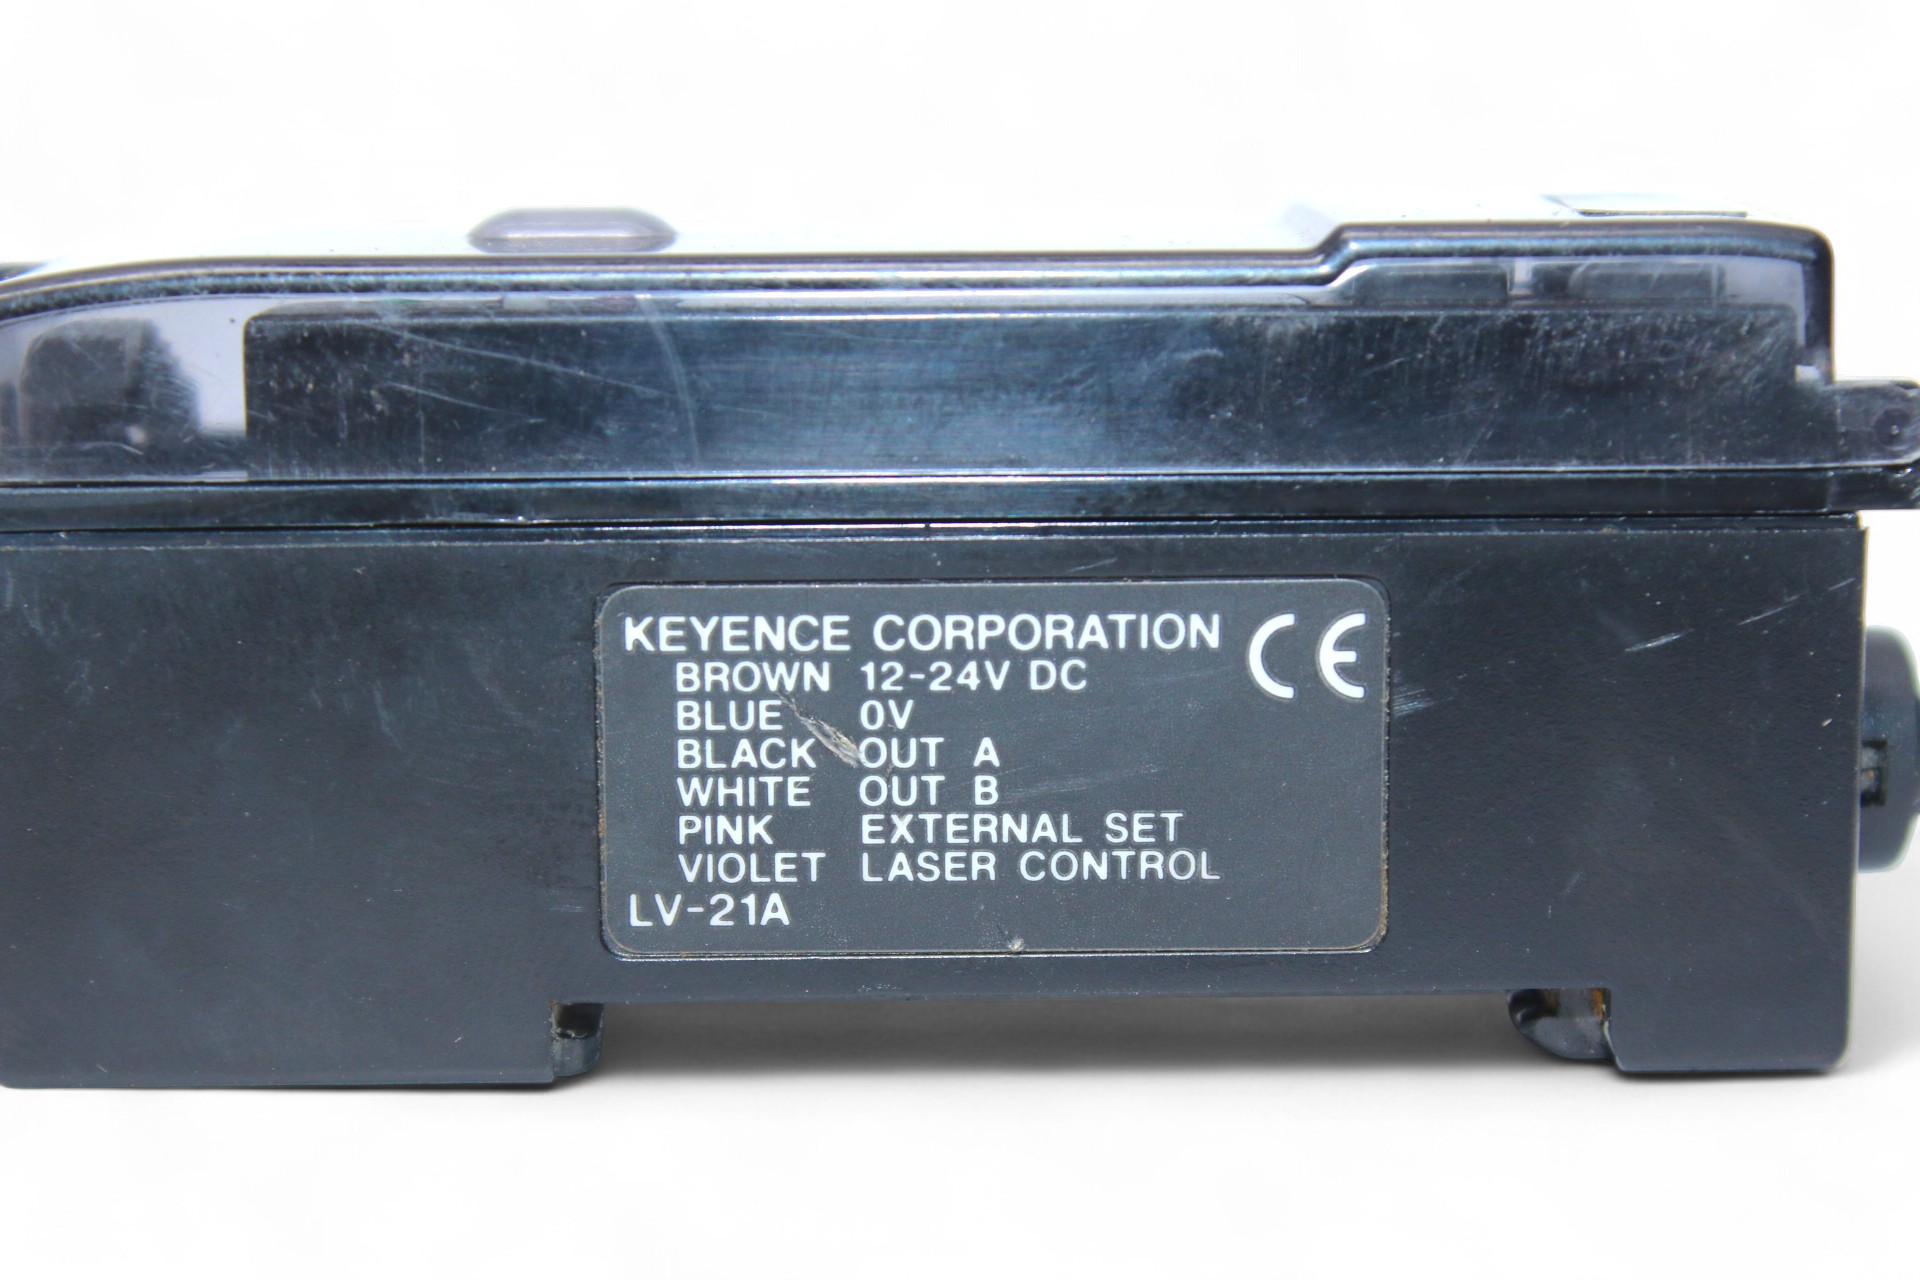 KEYENCE CORPORATION CE
BROWN 12-24V DC
BLUE 0V
BLACK OUT A
WHITE OUT B
PINK EXTERNAL SET
VIOLET LASER CONTROL
LV-21A